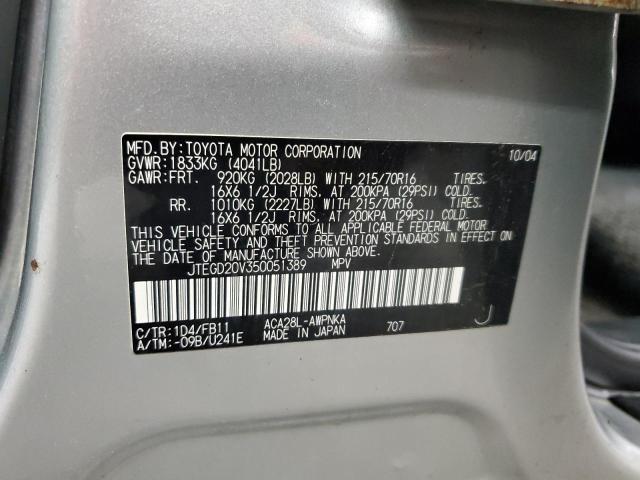 MFD. BY: TOYOTA MOTOR CORPORATION 10/04
GVWR: 1833KG (4041LB)
GAWR: FRT. 920KG (2028LB) WITH 215/70R16 TIRES.
16X6 1/2J RIMS. AT 200KPA (29PSI) COLD.
RR. 1010KG (2227LB) WITH 215/70R16 TIRES.
16X6 1/2J RIMS. AT 200KPA (29PSI) COLD.
THIS VEHICLE CONFORMS TO ALL APPLICABLE FEDERAL MOTOR
VEHICLE SAFETY AND BUMPER STANDARDS IN EFFECT ON
THE DATE OF MANUFACTURE SHOWN ABOVE.
JTEGD20V350051389 MPV
C/TR: 1D4/FB11 ACA28L-AWPNKA J
A/TM: -09B/U241E MADE IN JAPAN 707